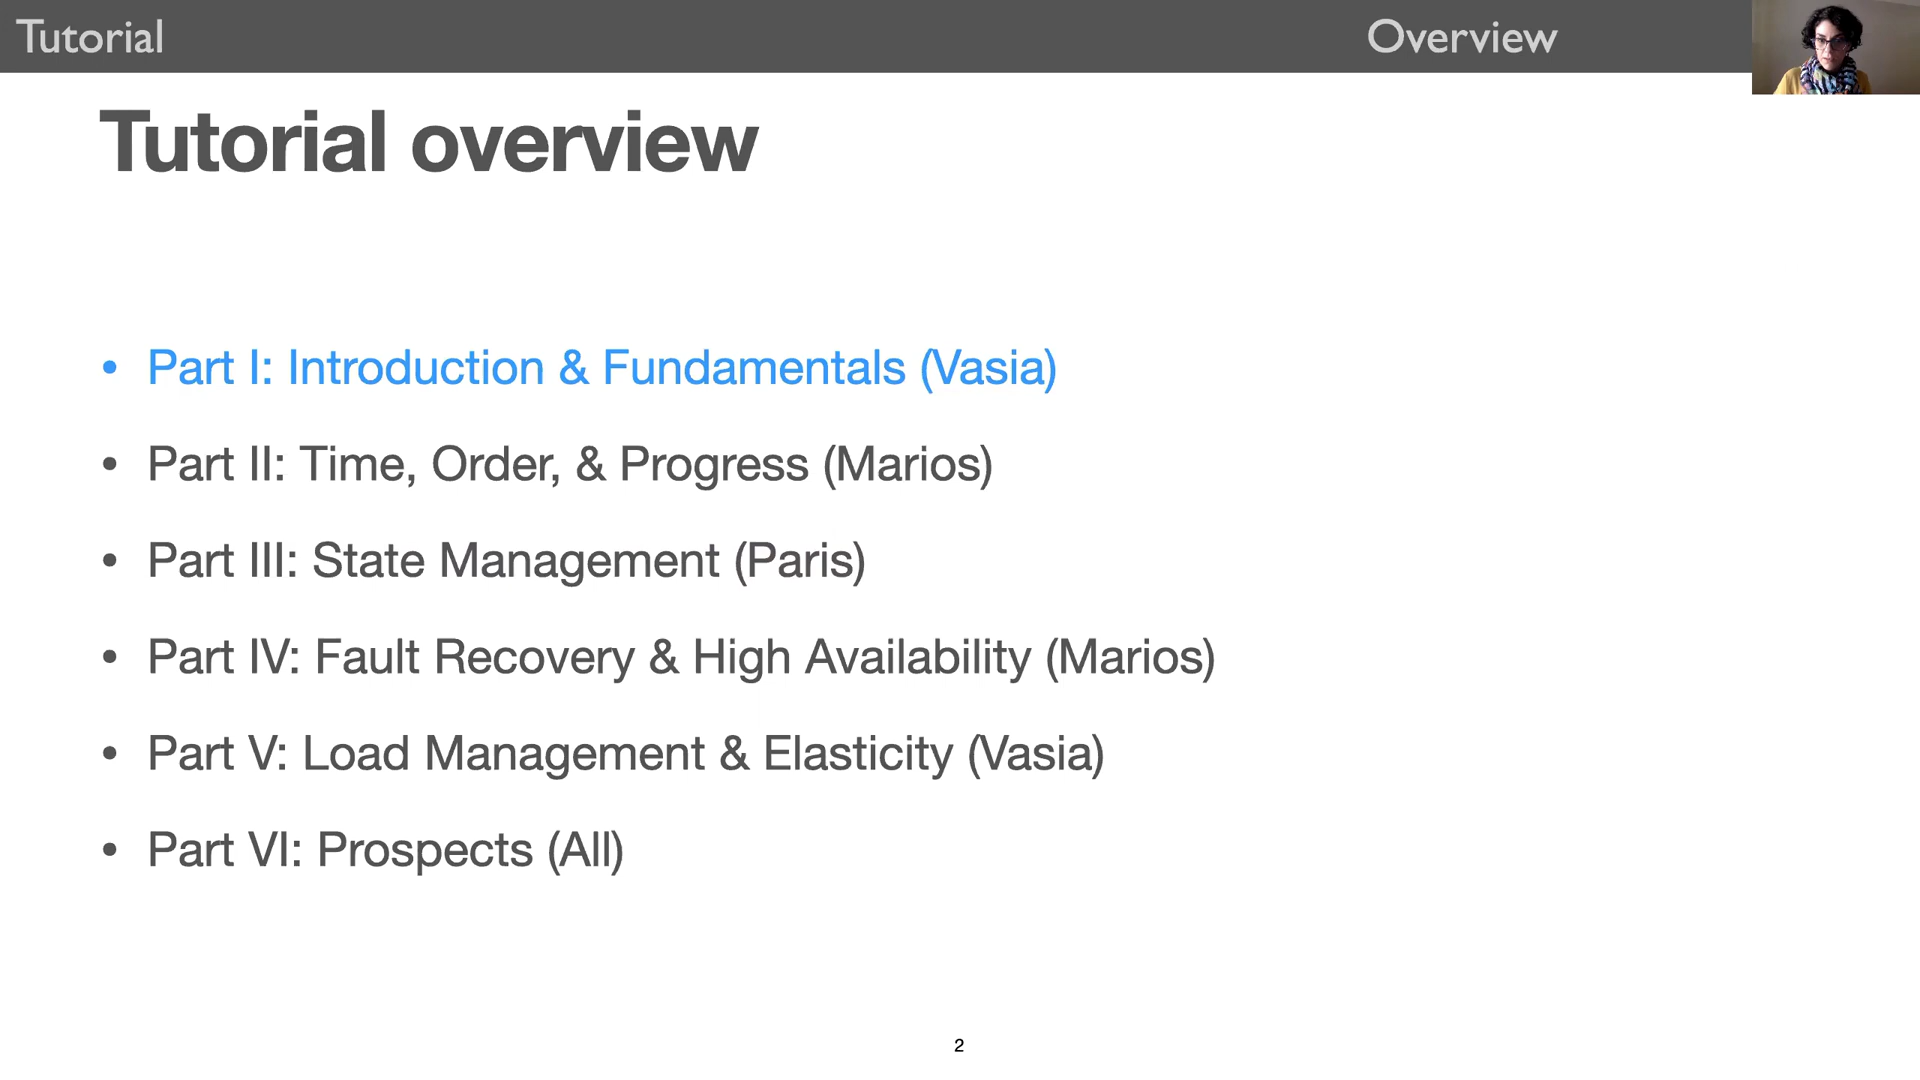 Tutorial
Overview
Tutorial overview
• Part I: Introduction & Fundamentals (Vasia)
• Part II: Time, Order, & Progress (Marios)
• Part III: State Management (Paris)
• Part IV: Fault Recovery & High Availability (Marios)
• Part V: Load Management & Elasticity (Vasia)
• Part VI: Prospects (All)
2